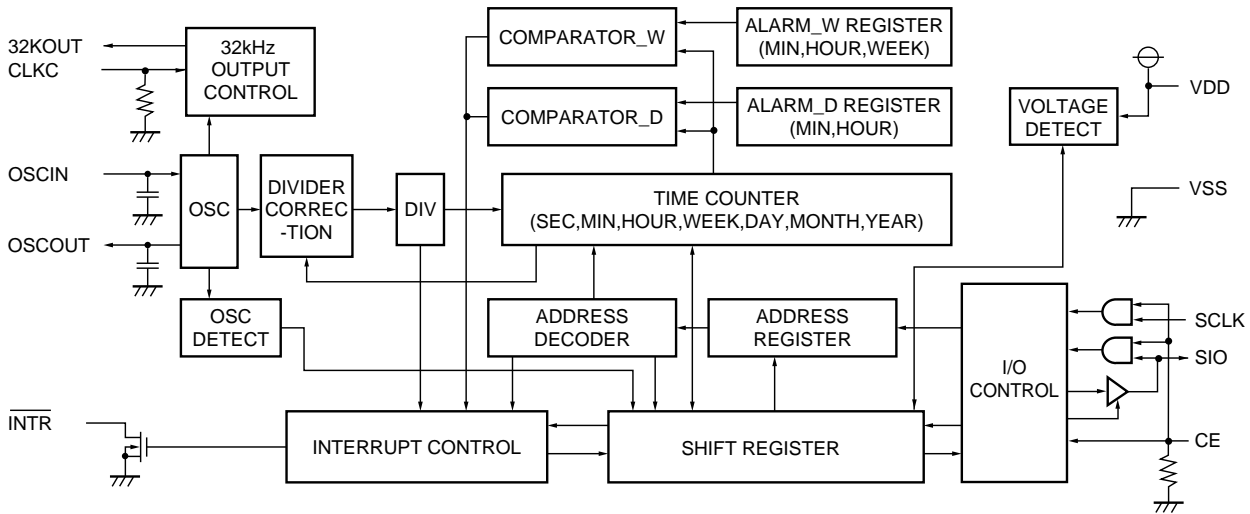 32KOUT
CLKC
32kHz
OUTPUT
CONTROL
COMPARATOR_W
ALARM_W REGISTER
(MIN,HOUR,WEEK)
COMPARATOR_D
ALARM_D REGISTER
(MIN,HOUR)
VOLTAGE
DETECT
VDD
VSS
OSCIN
OSCOUT
OSC
DIVIDER
CORREC
-TION
DIV
TIME COUNTER
(SEC,MIN,HOUR,WEEK,DAY,MONTH,YEAR)
OSC
DETECT
ADDRESS
DECODER
ADDRESS
REGISTER
I/O
CONTROL
SCLK
SIO
CE
INTR
INTERRUPT CONTROL
SHIFT REGISTER